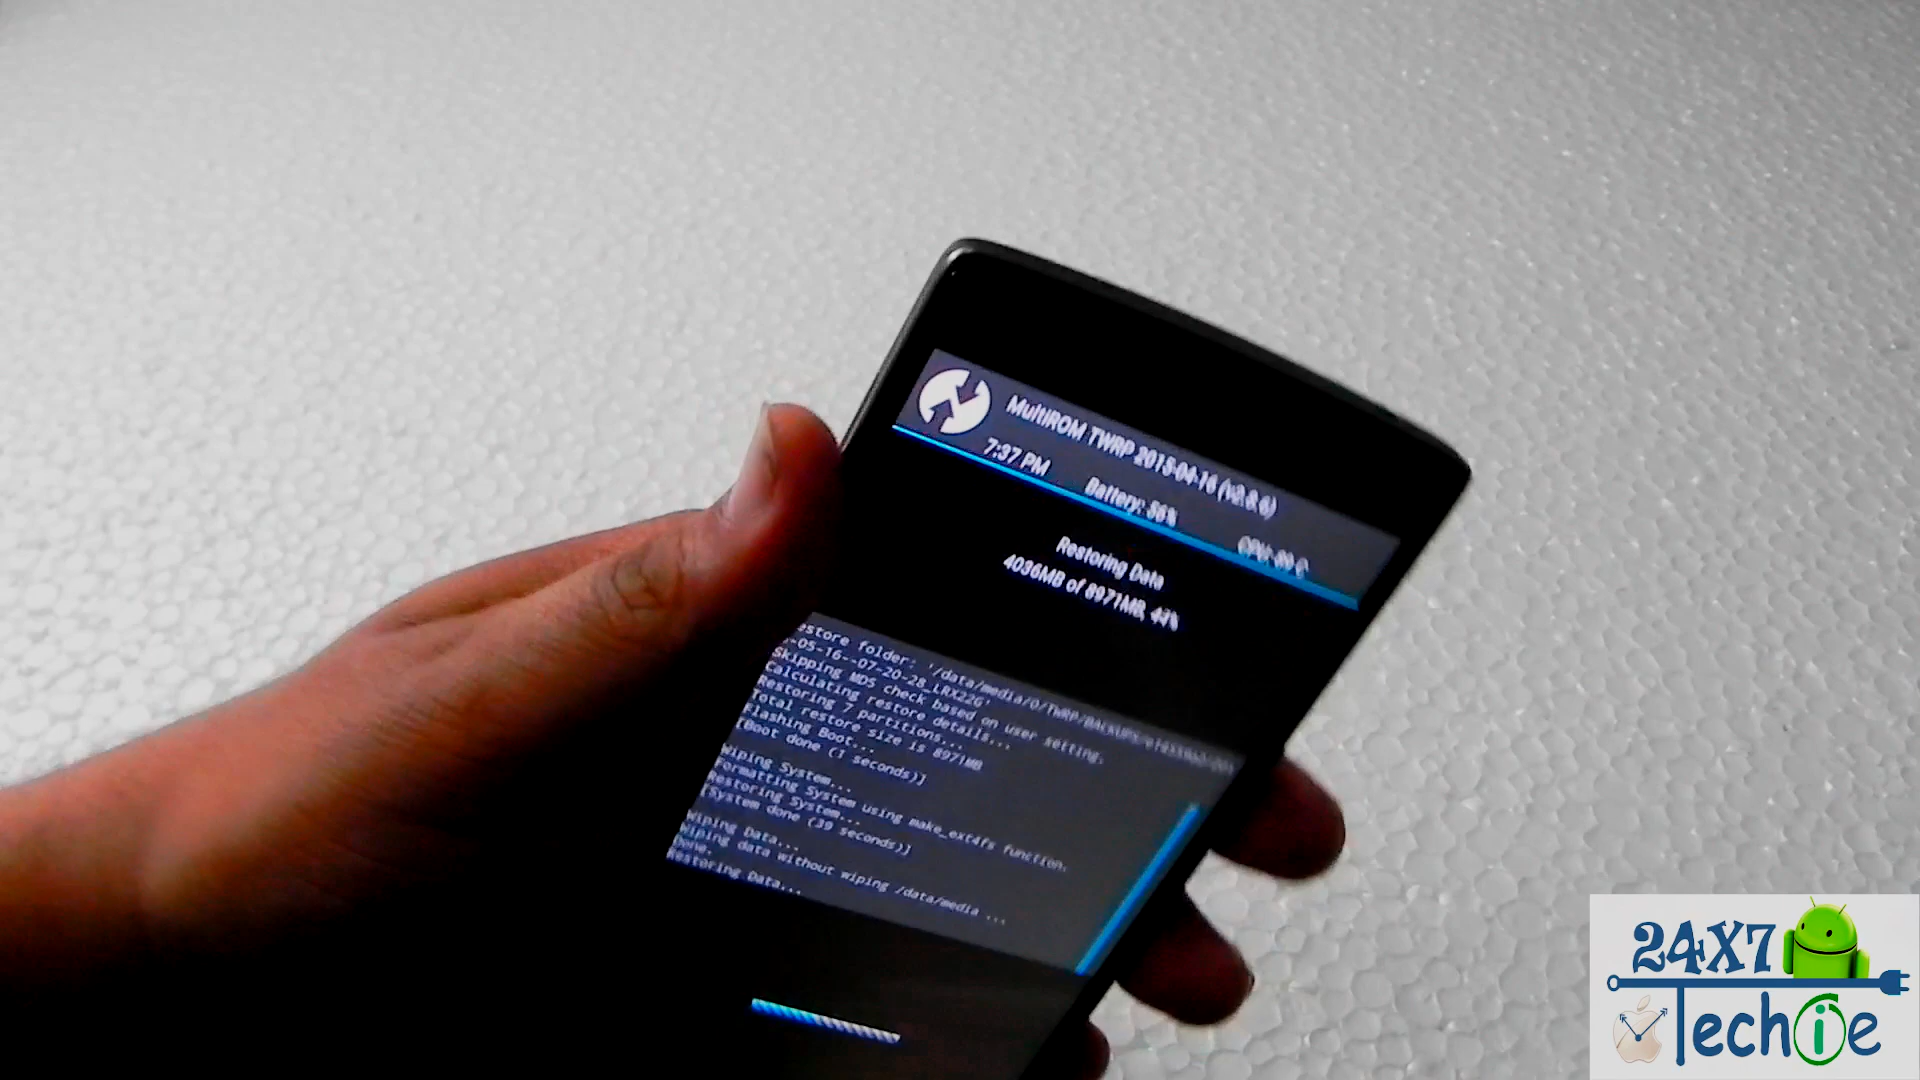 MultiROM TWRP 2015-04-16 (v2.8.6)
7:37 PM
Battery: 56%
CPU: 39 C
Restoring Data
4036MB of 8971MB, 44%
estore folder: '/data/media/0/TWRP/BACKUPS/
-05-16--07-20-28_LRX22G'
Skipping MD5 check based on user setting.
Calculating restore details...
Restoring 7 partitions...
Total restore size is 8971MB
Flashing Boot...
[Boot done (1 seconds)]
Wiping System...
Formatting System using make_ext4fs function.
Restoring System...
[System done (39 seconds)]
Wiping Data...
Wiping data without wiping /data/media ...
Done.
Restoring Data...
24X7
Techie